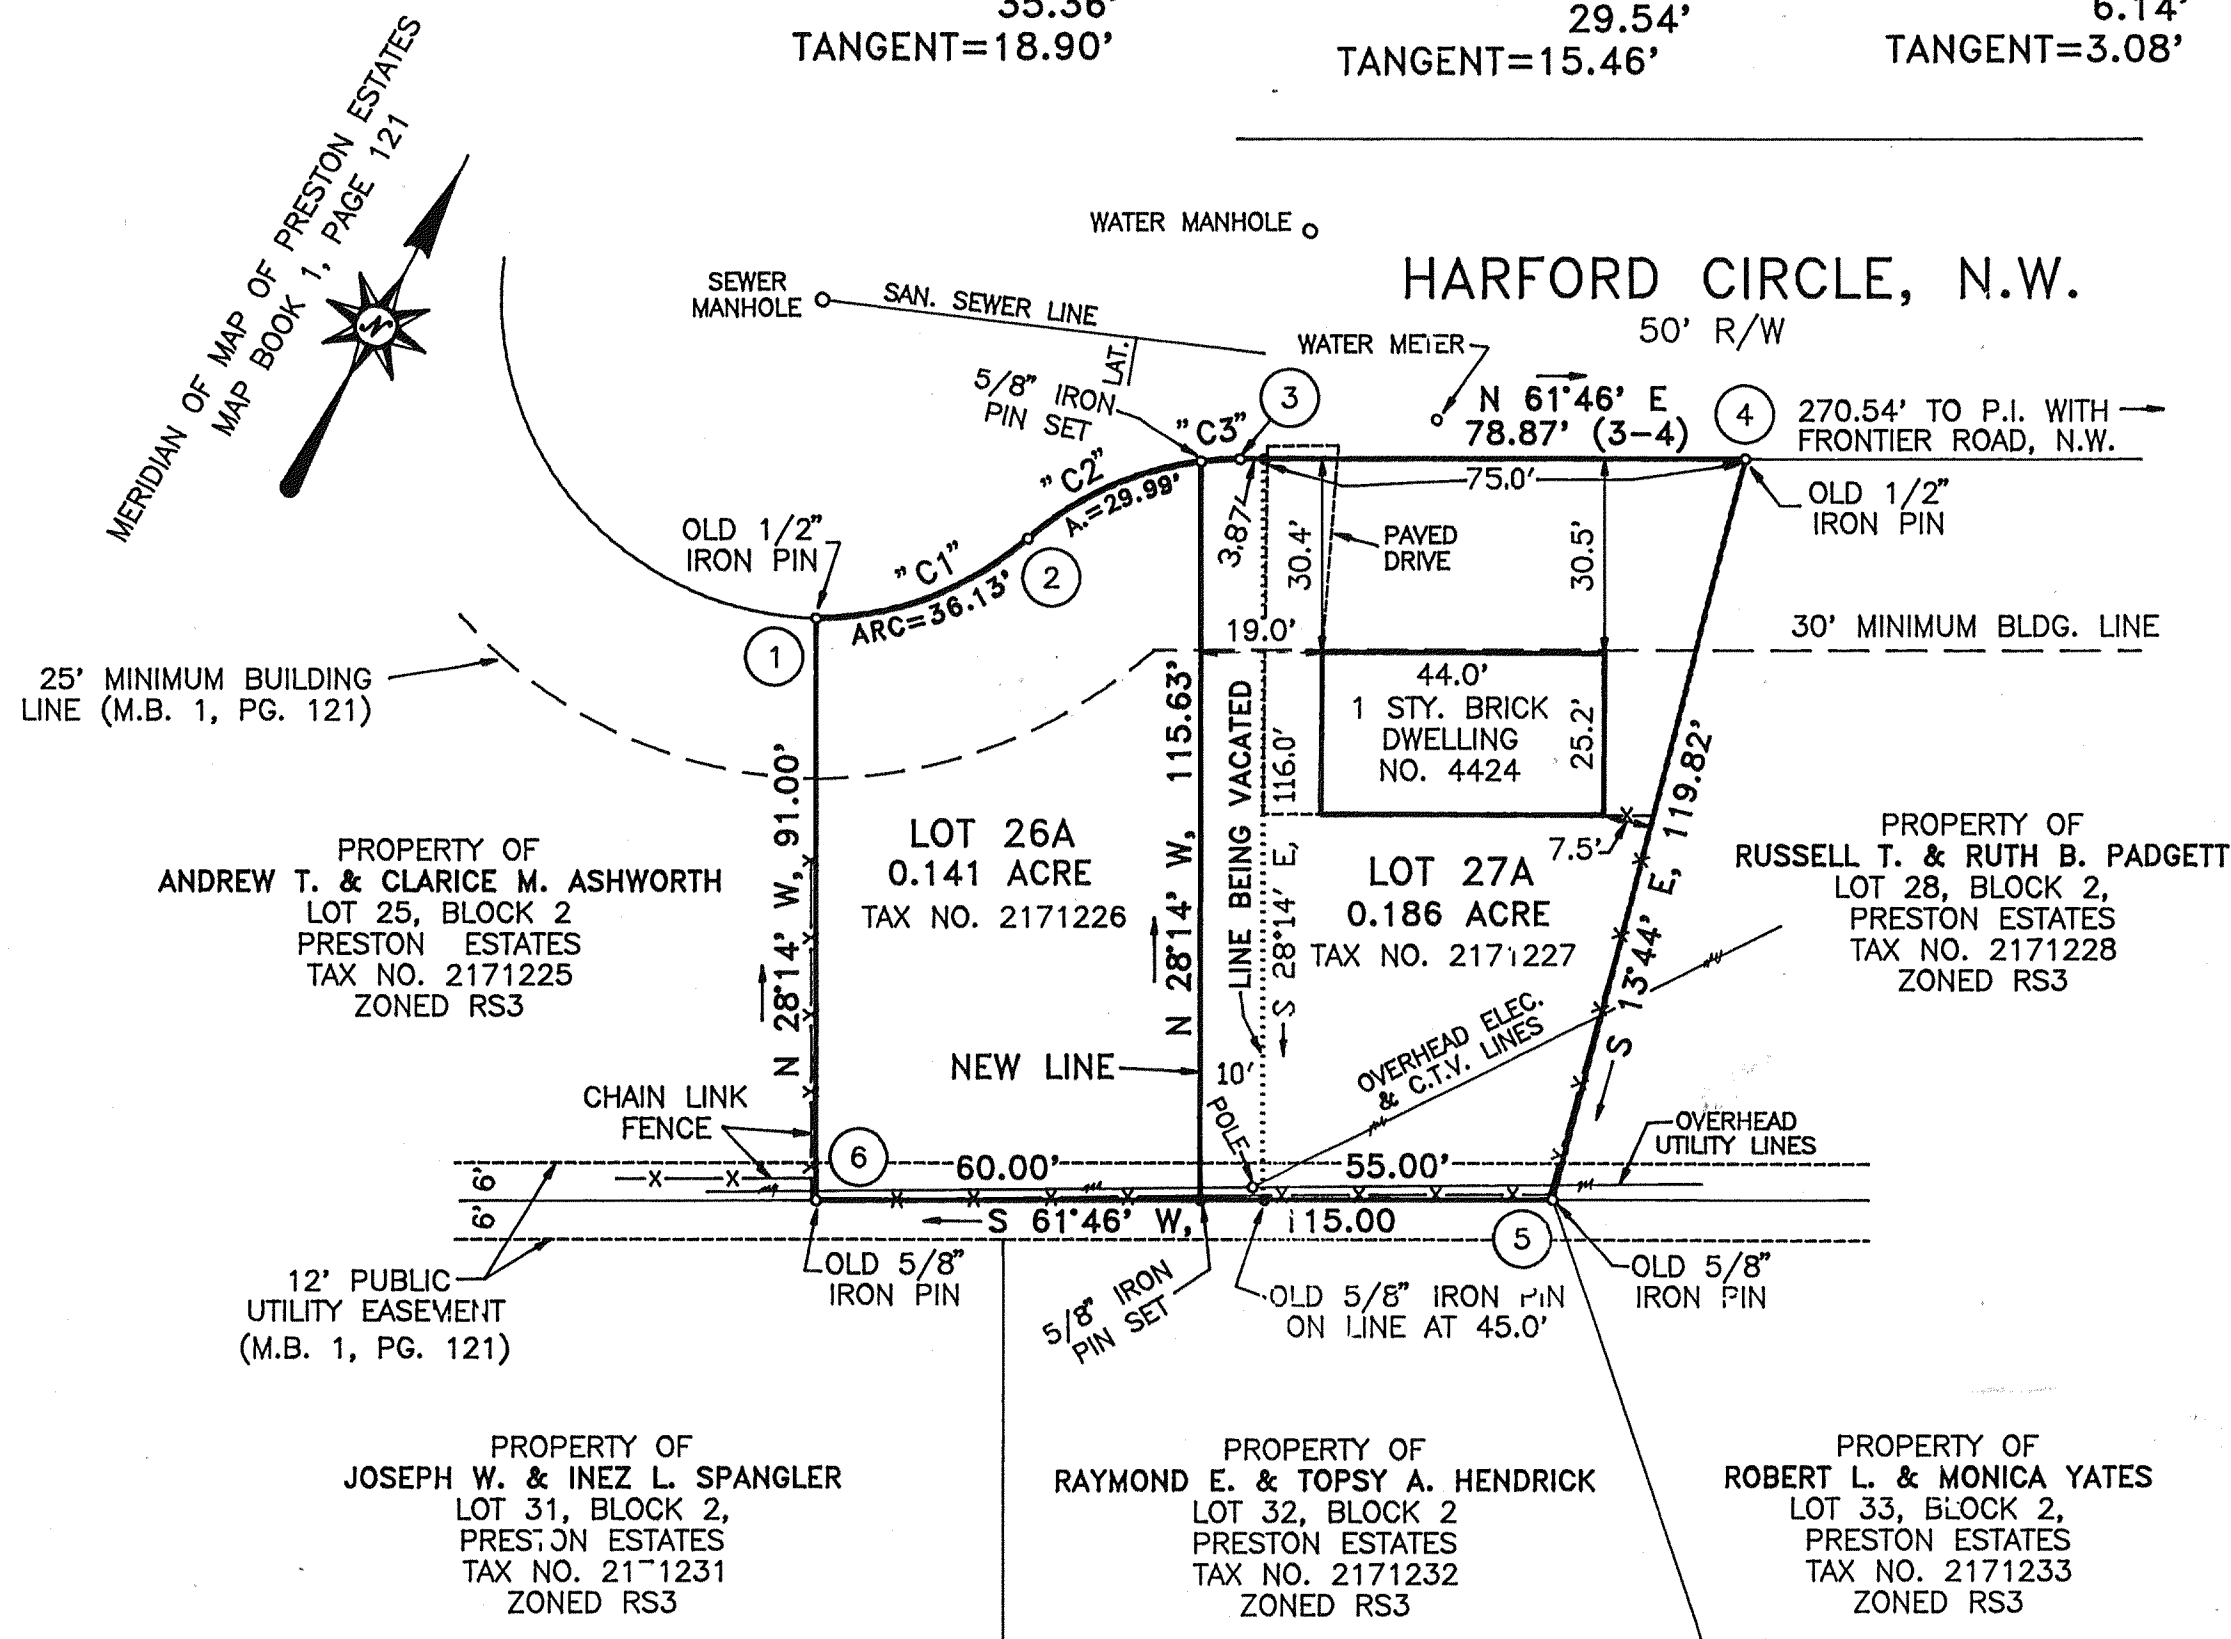 35.36'
TANGENT=18.90'
29.54'
TANGENT=15.46'
6.14'
TANGENT=3.08'
MERIDIAN OF MAP OF PRESTON ESTATES
MAP BOOK 1, PAGE 121
N
WATER MANHOLE
SEWER
MANHOLE
SAN. SEWER LINE
LAT.
HARFORD CIRCLE, N.W.
50' R/W
WATER METER
5/8" IRON
PIN SET
3
"C3"
N 61°46' E
78.87' (3-4)
4
270.54' TO P.I. WITH
FRONTIER ROAD, N.W.
"C2"
A.=29.99'
75.0'
OLD 1/2"
IRON PIN
OLD 1/2"
IRON PIN
"C1"
ARC=36.13'
2
3.87'
30.4'
PAVED
DRIVE
30.5'
1
19.0'
30' MINIMUM BLDG. LINE
25' MINIMUM BUILDING
LINE (M.B. 1, PG. 121)
44.0'
1 STY. BRICK
DWELLING
NO. 4424
25.2'
7.5'
N 28°14' W, 91.00'
N 28°14' W, 115.63'
LINE BEING VACATED
S 28°14' E, 116.0'
S 13°44' E, 119.82'
LOT 26A
0.141 ACRE
TAX NO. 2171226
LOT 27A
0.186 ACRE
TAX NO. 2171227
PROPERTY OF
ANDREW T. & CLARICE M. ASHWORTH
LOT 25, BLOCK 2
PRESTON ESTATES
TAX NO. 2171225
ZONED RS3
PROPERTY OF
RUSSELL T. & RUTH B. PADGETT
LOT 28, BLOCK 2,
PRESTON ESTATES
TAX NO. 2171228
ZONED RS3
NEW LINE
10'
POLE
OVERHEAD ELEC.
& C.T.V. LINES
CHAIN LINK
FENCE
OVERHEAD
UTILITY LINES
6
60.00'
55.00'
6'
6'
S 61°46' W, 115.00
5
12' PUBLIC
UTILITY EASEMENT
(M.B. 1, PG. 121)
OLD 5/8"
IRON PIN
5/8" IRON
PIN SET
OLD 5/8" IRON PIN
ON LINE AT 45.0'
OLD 5/8"
IRON PIN
PROPERTY OF
JOSEPH W. & INEZ L. SPANGLER
LOT 31, BLOCK 2,
PRESTON ESTATES
TAX NO. 2171231
ZONED RS3
PROPERTY OF
RAYMOND E. & TOPSY A. HENDRICK
LOT 32, BLOCK 2
PRESTON ESTATES
TAX NO. 2171232
ZONED RS3
PROPERTY OF
ROBERT L. & MONICA YATES
LOT 33, BLOCK 2,
PRESTON ESTATES
TAX NO. 2171233
ZONED RS3